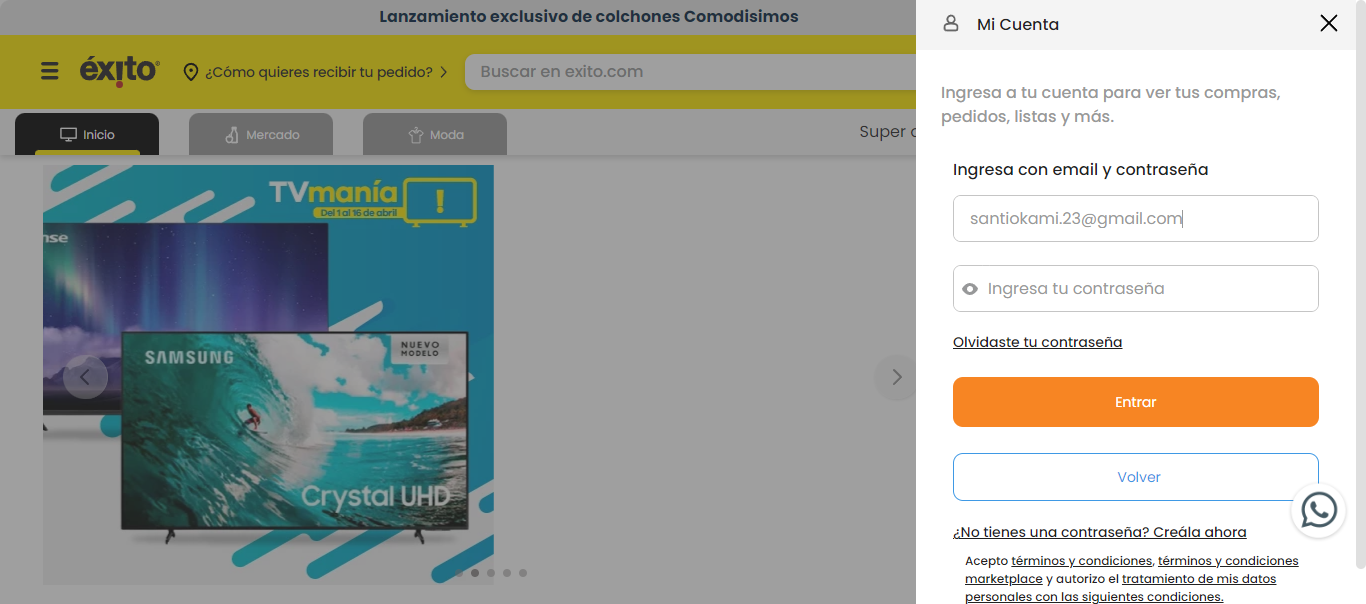 Lanzamiento exclusivo de colchones Comodisimos
éxito
¿Cómo quieres recibir tu pedido?
Buscar en exito.com
Inicio
Mercado
Moda
Super
TVmanía
Del 1 al 16 de abril
SAMSUNG
NUEVO
MODELO
Crystal UHD
Mi Cuenta
Ingresa a tu cuenta para ver tus compras,
pedidos, listas y más.
Ingresa con email y contraseña
santiokami.23@gmail.com
Ingresa tu contraseña
Olvidaste tu contraseña
Entrar
Volver
¿No tienes una contraseña? Creála ahora
Acepto términos y condiciones, términos y condiciones
marketplace y autorizo el tratamiento de mis datos
personales con las siguientes condiciones.